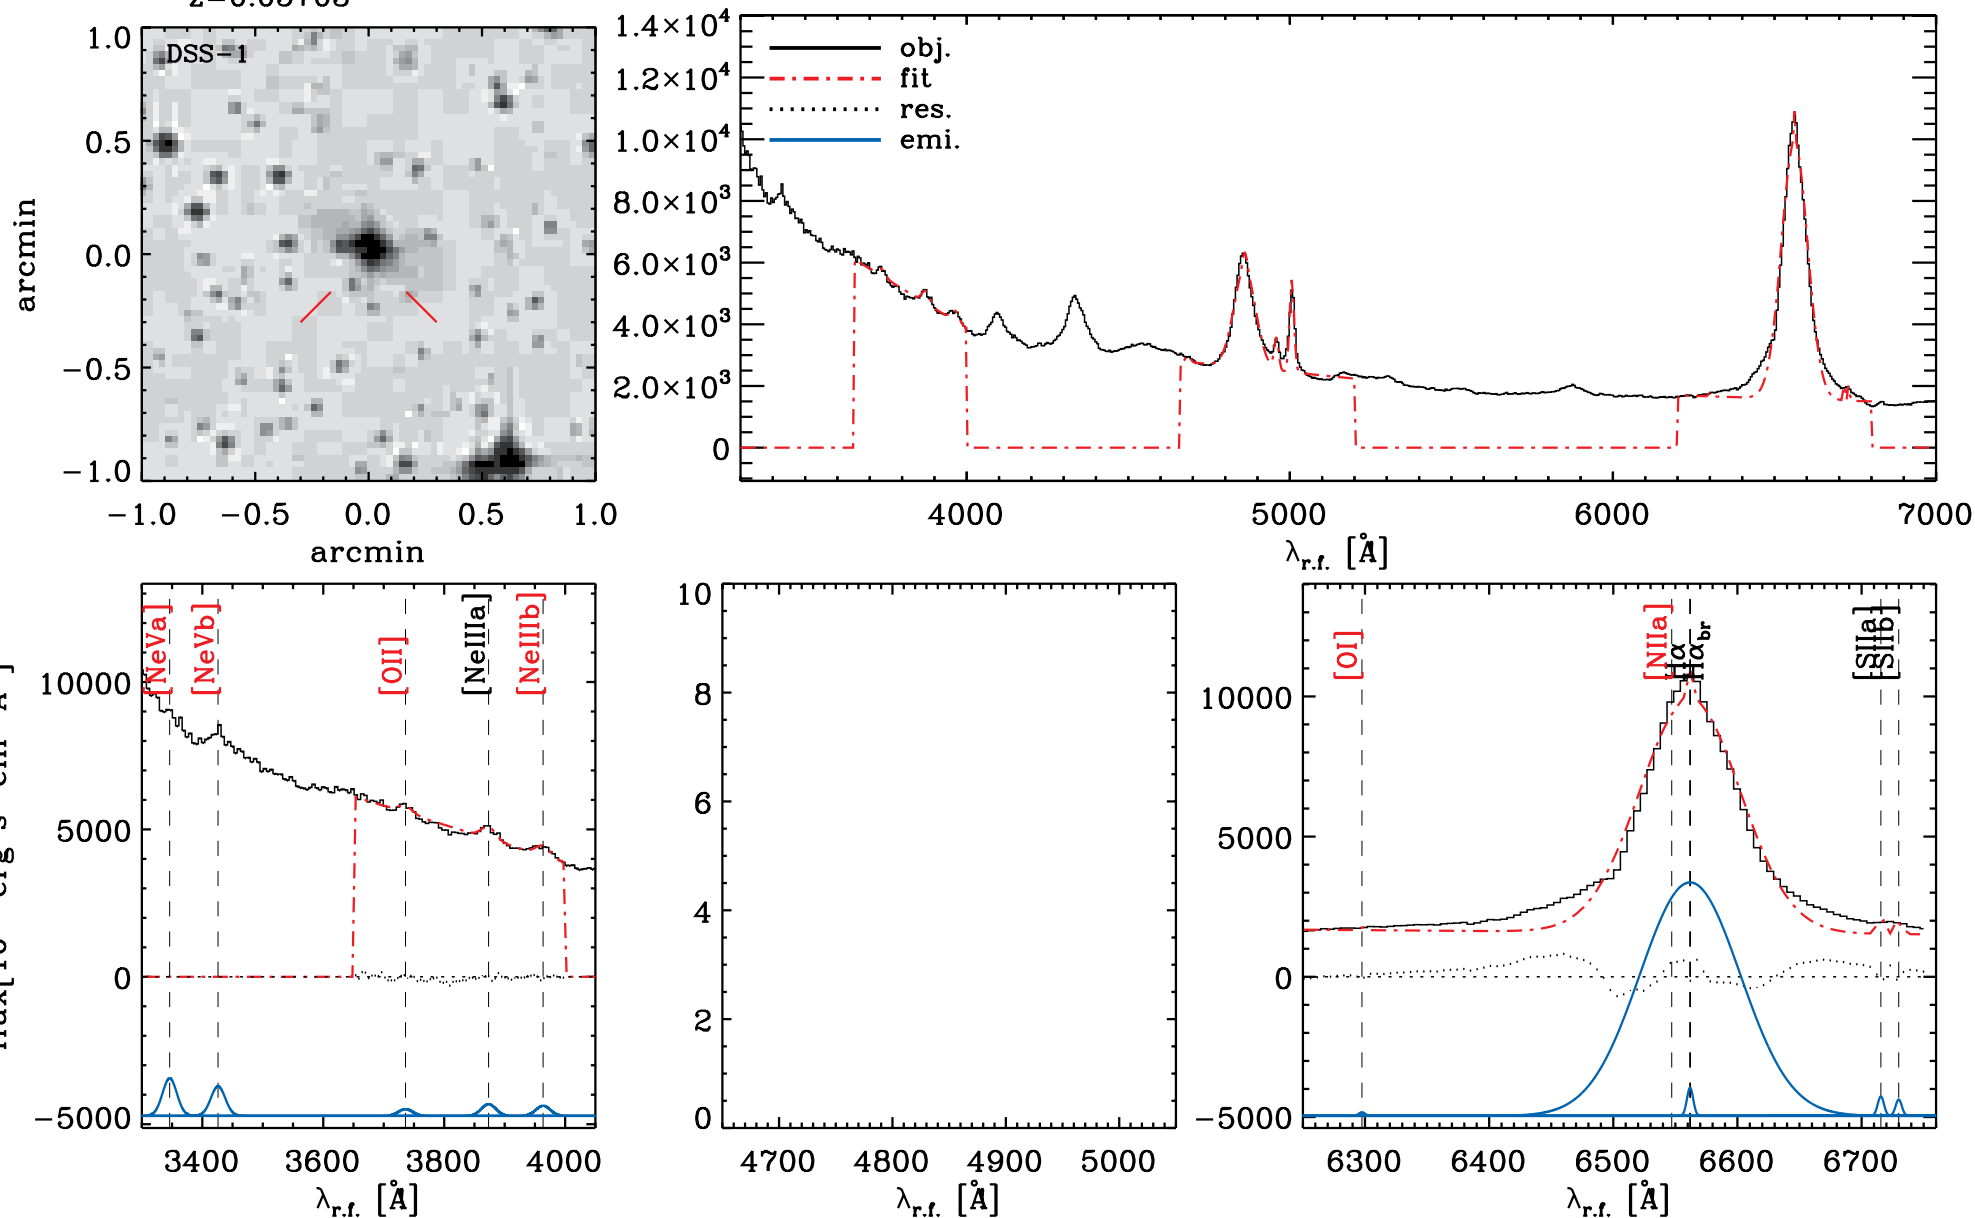 z=0.03703
DSS-1
arcmin
1.0
0.5
0.0
−0.5
−1.0
−1.0 −0.5 0.0 0.5 1.0
arcmin
1.4×10⁴
1.2×10⁴
1.0×10⁴
8.0×10³
6.0×10³
4.0×10³
2.0×10³
0
obj.
fit
res.
emi.
4000 5000 6000 7000
λr.f. [Å]
10000
5000
0
−5000
[NeVa]
[NeVb]
[OII]
[NeIIIa]
[NeIIIb]
3400 3600 3800 4000
λr.f. [Å]
10
8
6
4
2
0
4700 4800 4900 5000
λr.f. [Å]
10000
5000
0
−5000
[OI]
[NIIa]
Hα
Hαbr
[SIIa]
[SIIb]
6300 6400 6500 6600 6700
λr.f. [Å]